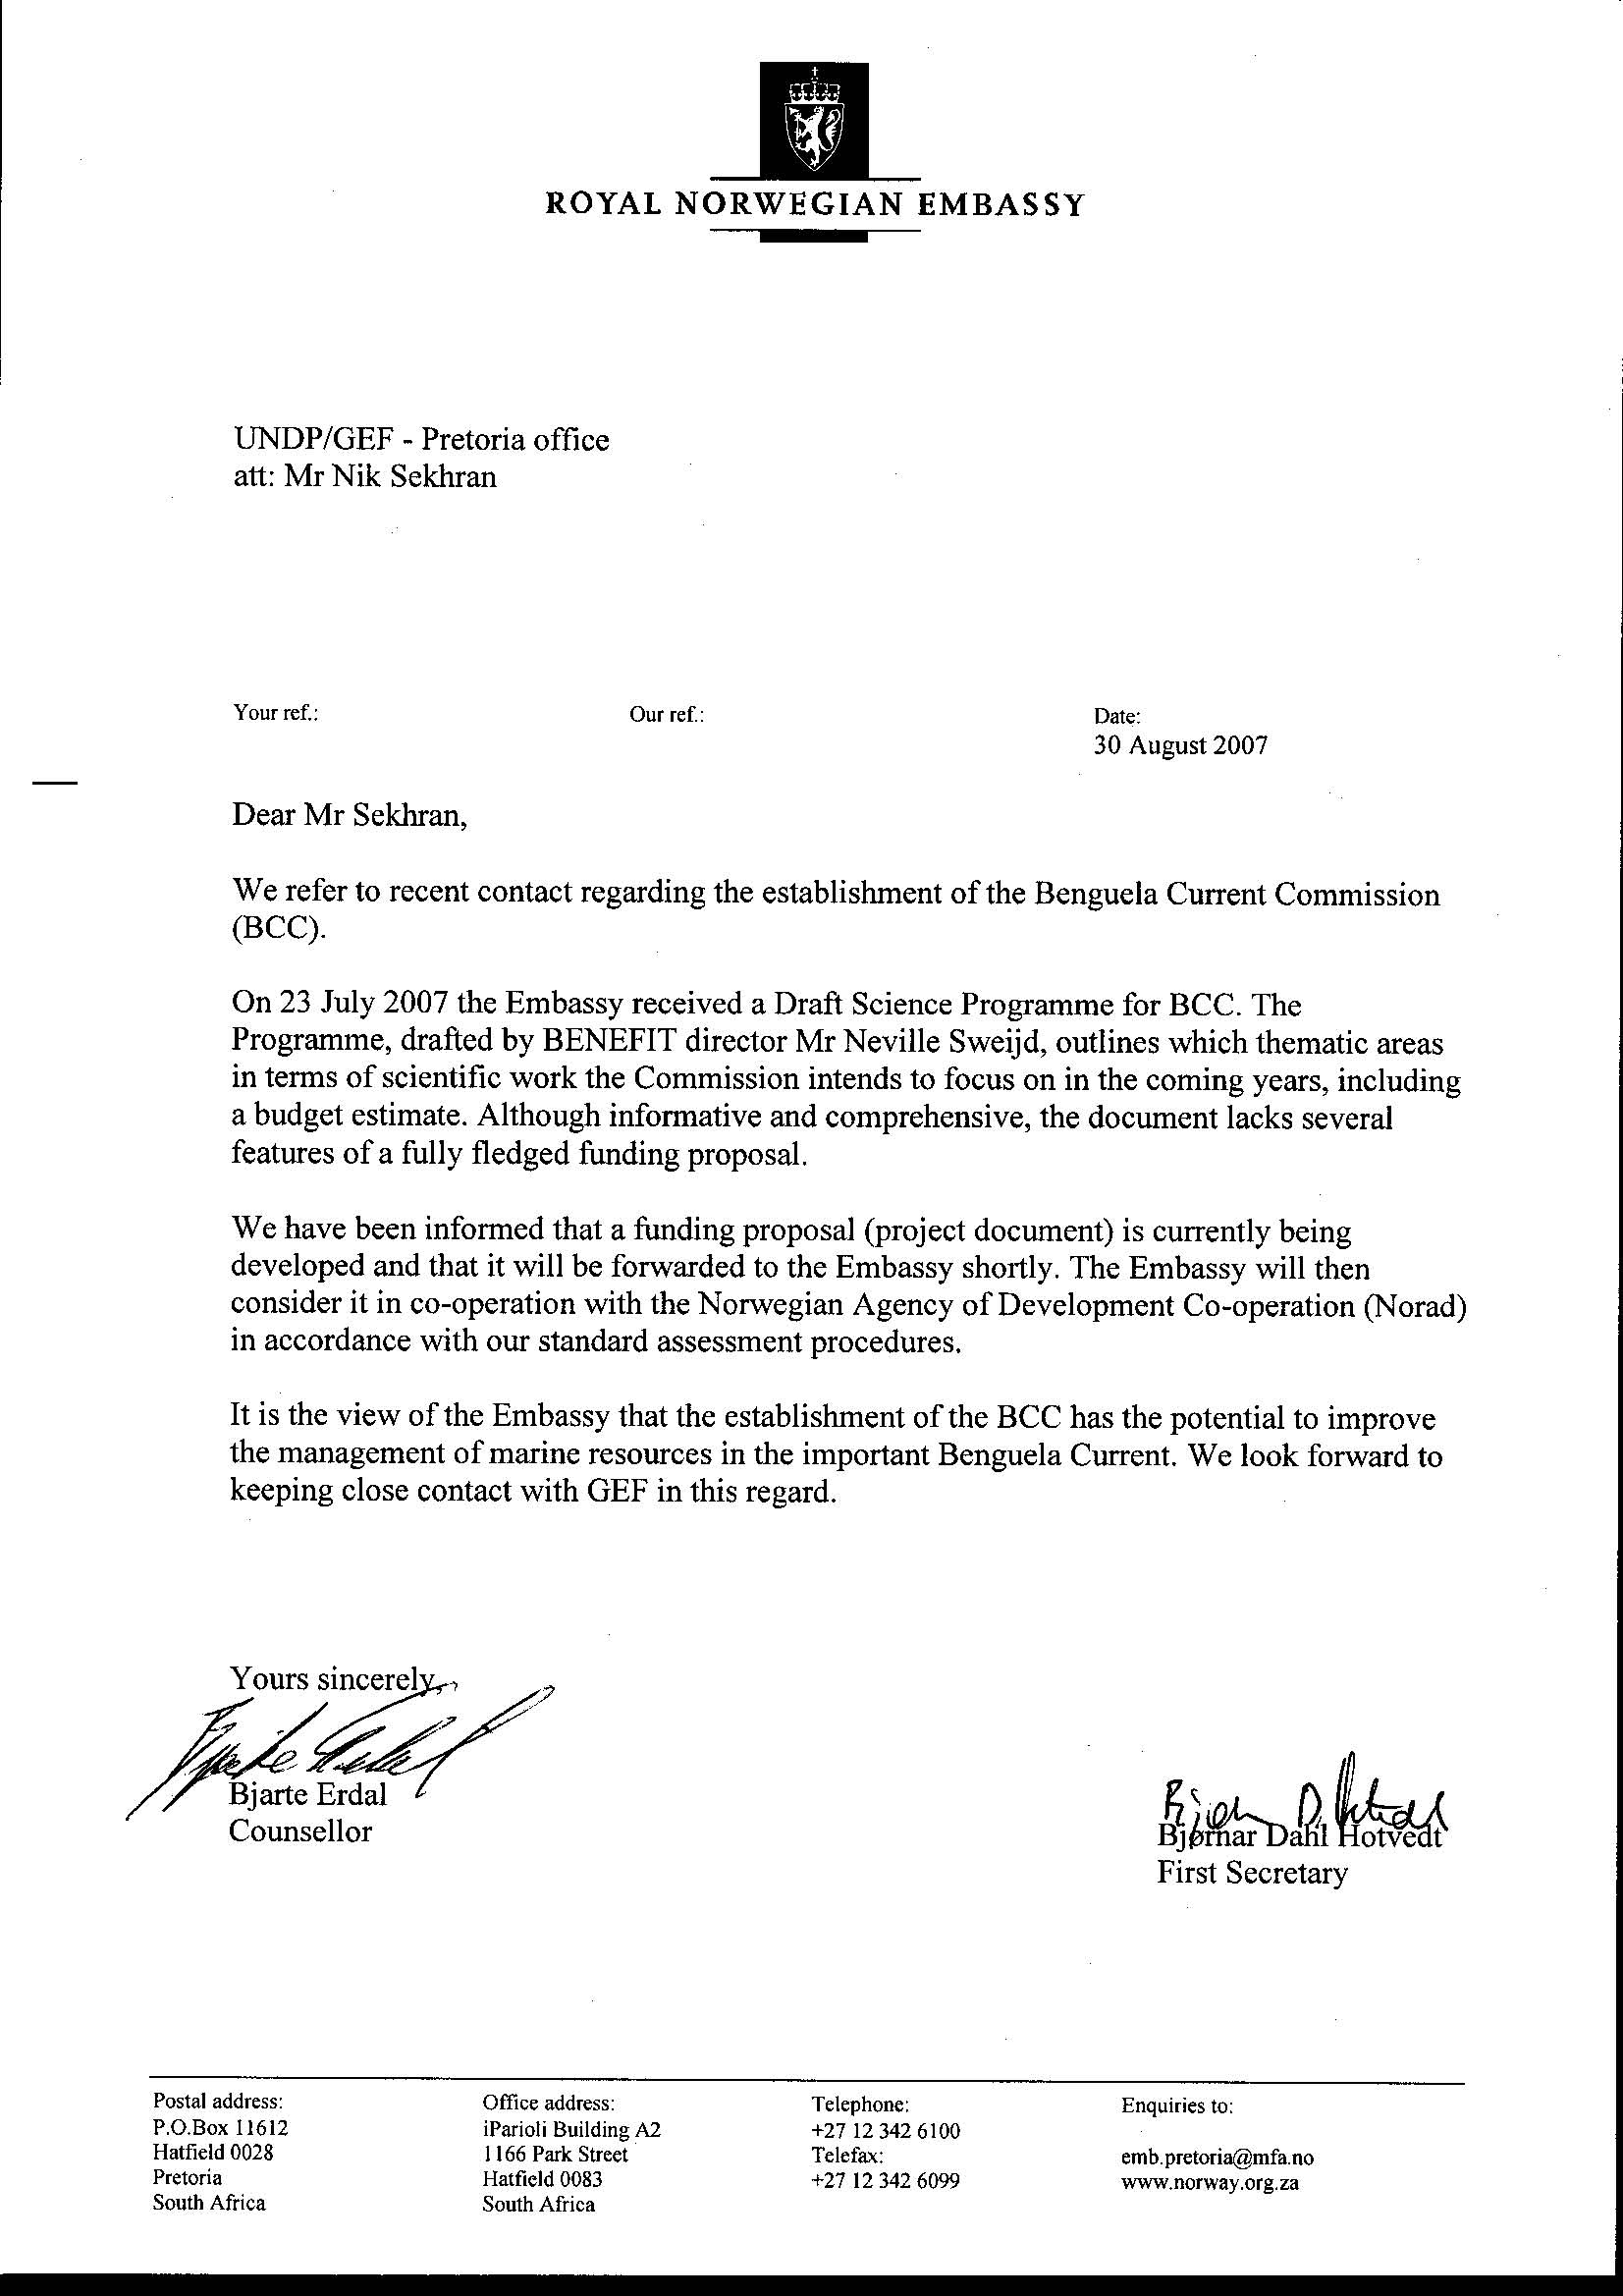 ROYAL NORWEGIAN EMBASSY
UNDP/GEF - Pretoria office
att: Mr Nik Sekhran
Your ref.: Our ref.: Date:
30 August 2007
Dear Mr Sekhran,
We refer to recent contact regarding the establishment of the Benguela Current Commission
(BCC).
On 23 July 2007 the Embassy received a Draft Science Programme for BCC. The
Programme, drafted by BENEFIT director Mr Neville Sweijd, outlines which thematic areas
in terms of scientific work the Commission intends to focus on in the coming years, including
a budget estimate. Although informative and comprehensive, the document lacks several
features of a fully fledged funding proposal.
We have been informed that a funding proposal (project document) is currently being
developed and that it will be forwarded to the Embassy shortly. The Embassy will then
consider it in co-operation with the Norwegian Agency of Development Co-operation (Norad)
in accordance with our standard assessment procedures.
It is the view of the Embassy that the establishment of the BCC has the potential to improve
the management of marine resources in the important Benguela Current. We look forward to
keeping close contact with GEF in this regard.
Yours sincerely,
Bjarte Erdal
Counsellor
Bjørnar Dahl Hotvedt
First Secretary
Postal address:
P.O.Box 11612
Hatfield 0028
Pretoria
South Africa
Office address:
iParioli Building A2
1166 Park Street
Hatfield 0083
South Africa
Telephone:
+27 12 342 6100
Telefax:
+27 12 342 6099
Enquiries to:
emb.pretoria@mfa.no
www.norway.org.za